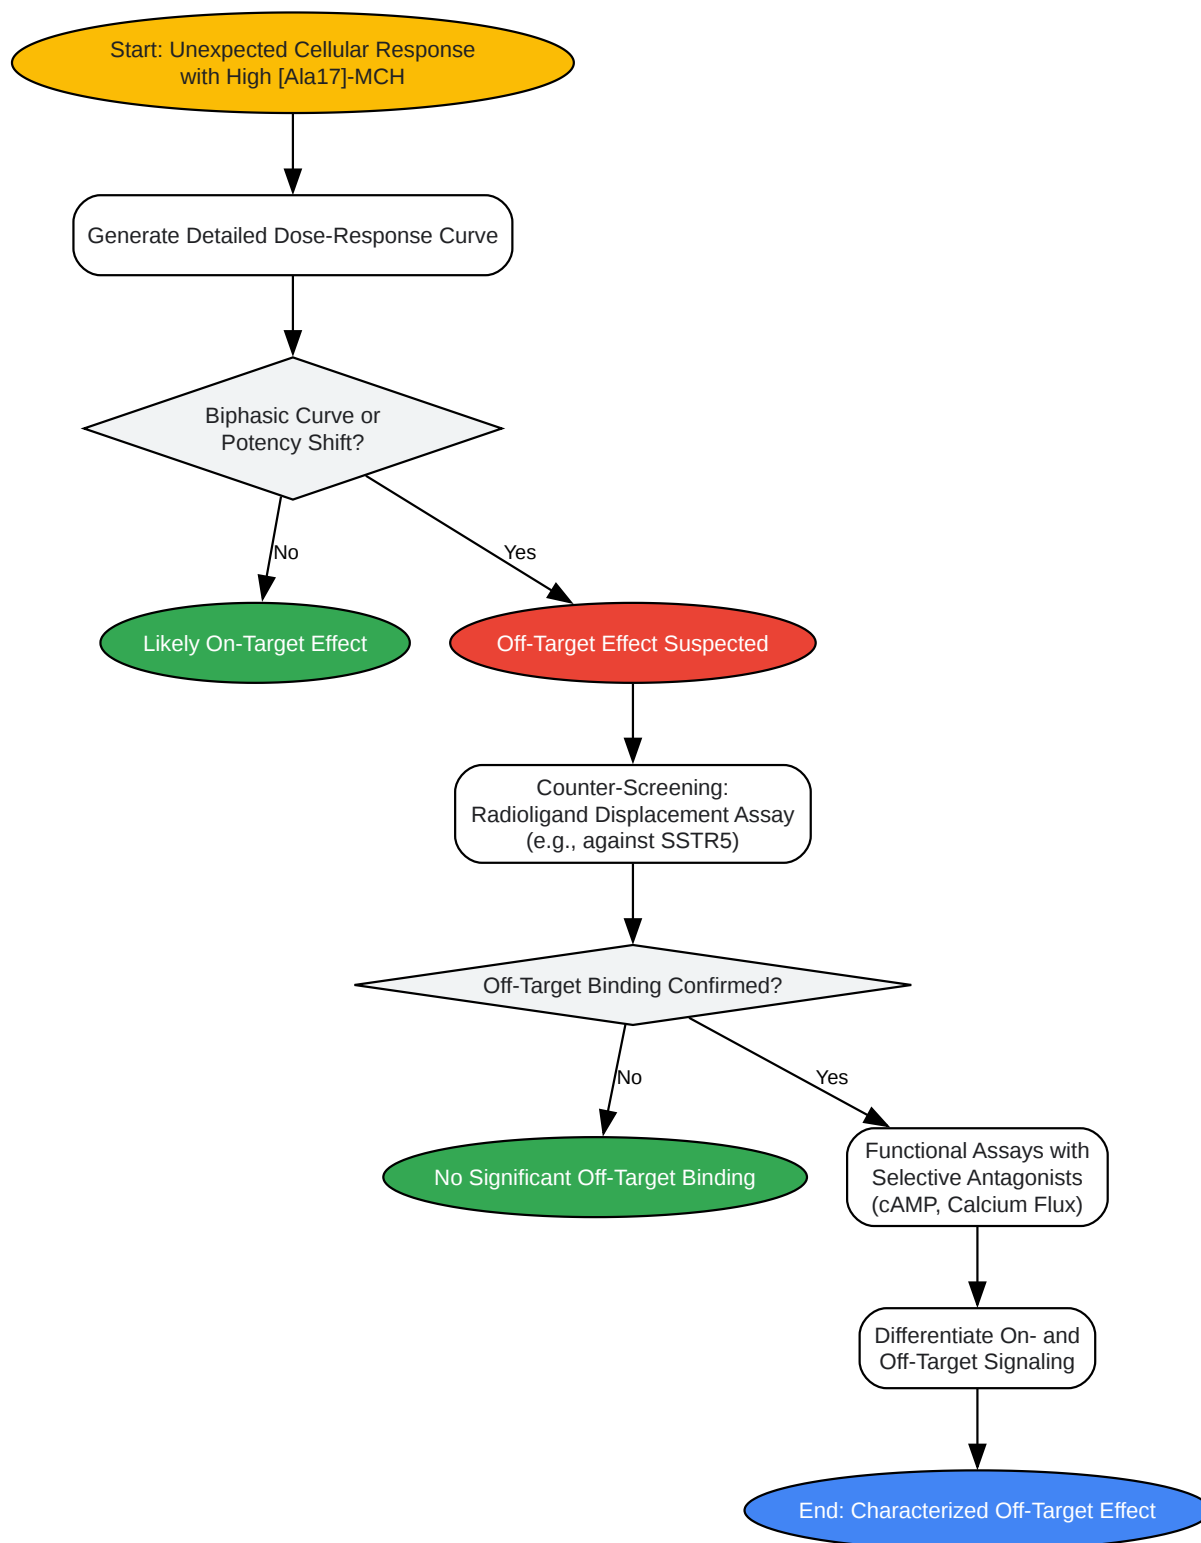 Start: Unexpected Cellular Response
with High [Ala17]-MCH
Generate Detailed Dose-Response Curve
Biphasic Curve or
Potency Shift?
No
Yes
Likely On-Target Effect
Off-Target Effect Suspected
Counter-Screening:
Radioligand Displacement Assay
(e.g., against SSTR5)
Off-Target Binding Confirmed?
No
Yes
No Significant Off-Target Binding
Functional Assays with
Selective Antagonists
(cAMP, Calcium Flux)
Differentiate On- and
Off-Target Signaling
End: Characterized Off-Target Effect